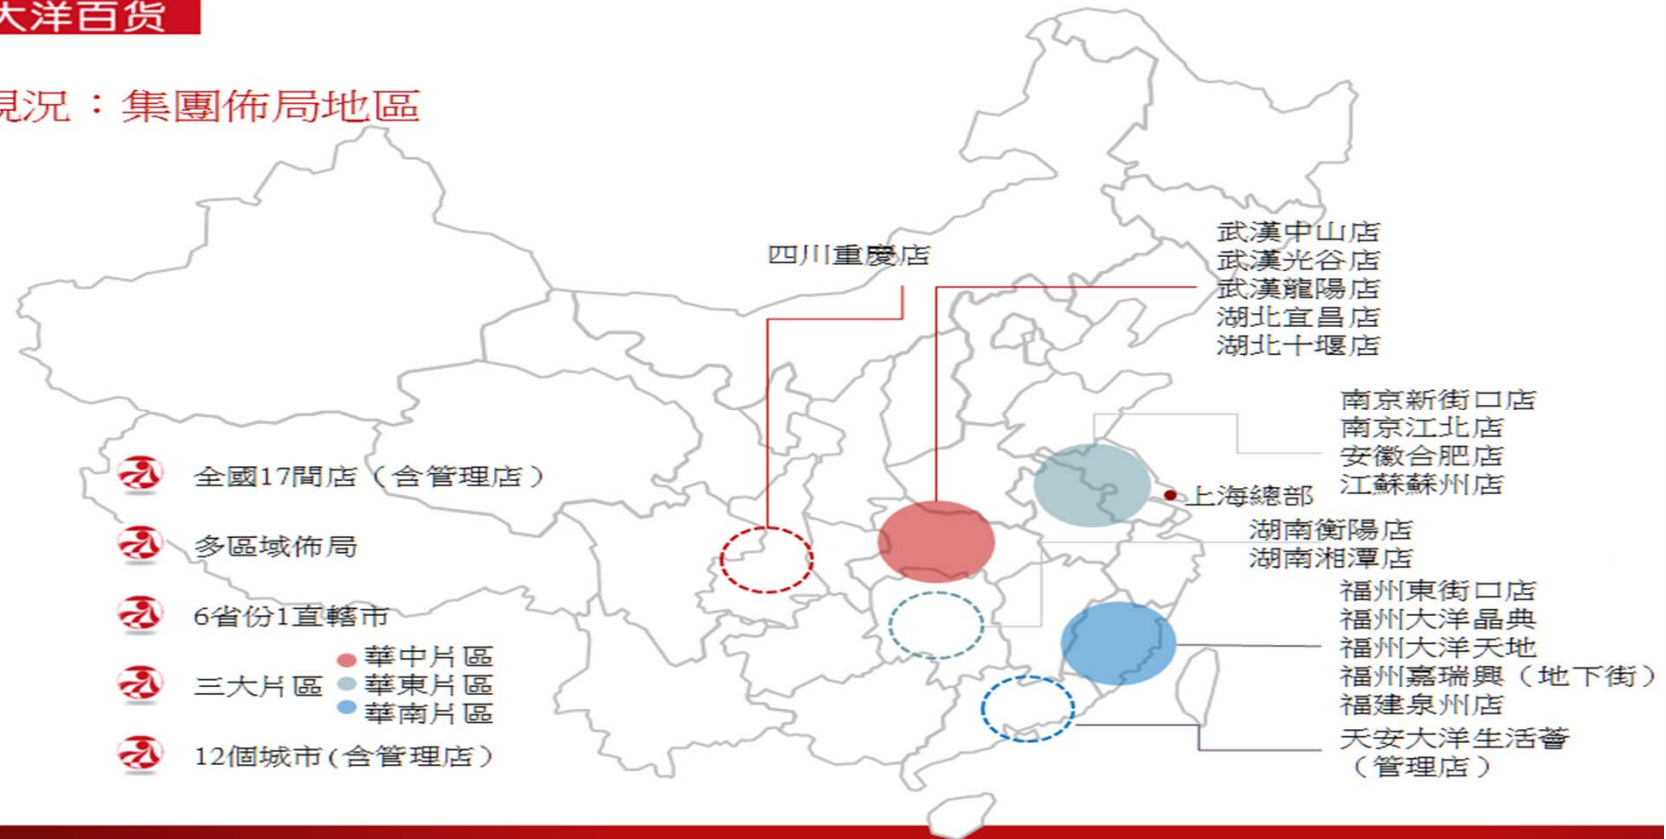 大洋百货
現況：集團佈局地區
四川重慶店
武漢中山店
武漢光谷店
武漢龍陽店
湖北宜昌店
湖北十堰店
南京新街口店
南京江北店
安徽合肥店
江蘇蘇州店
上海總部
湖南衡陽店
湖南湘潭店
福州東街口店
福州大洋晶典
福州大洋天地
福州嘉瑞興（地下街）
福建泉州店
天安大洋生活薈
（管理店）
全國17間店（含管理店）
多區域佈局
6省份1直轄市
三大片區
華中片區
華東片區
華南片區
12個城市(含管理店)